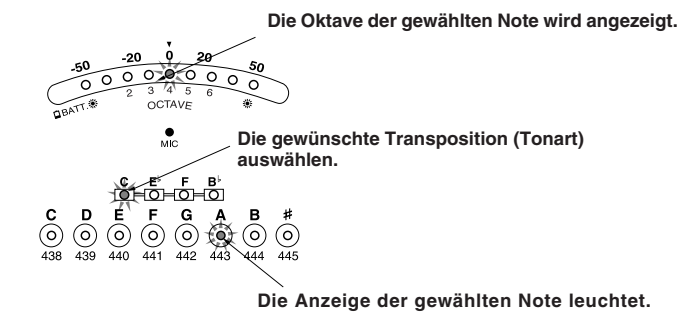 Die Oktave der gewählten Note wird angezeigt.
-50 -20 0 20 50
2 3 4 5 6
BATT. OCTAVE
MIC
Die gewünschte Transposition (Tonart)
auswählen.
C E♭ F B♭
C D E F G A B #
438 439 440 441 442 443 444 445
Die Anzeige der gewählten Note leuchtet.